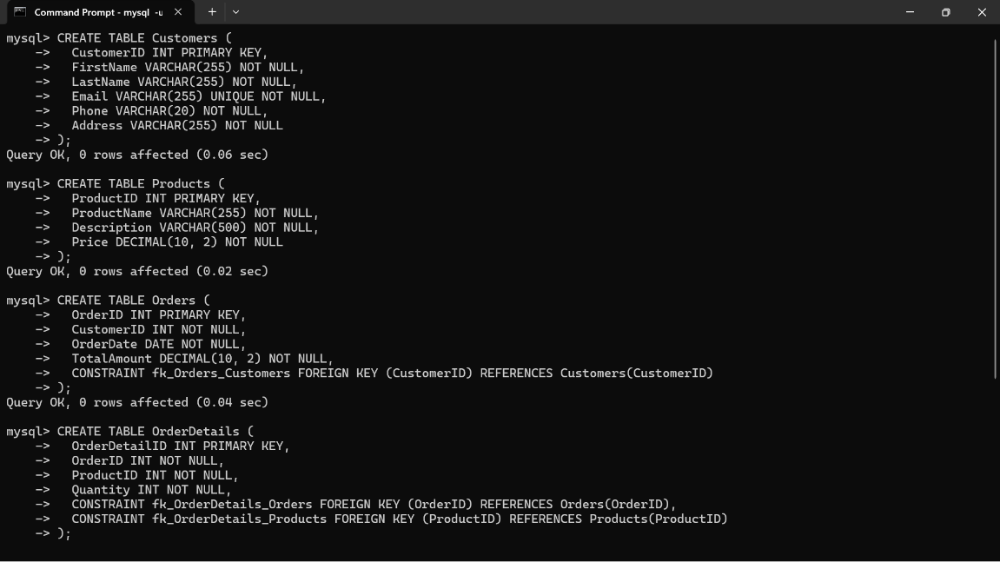 Command Prompt - mysql -u
mysql> CREATE TABLE Customers (
    ->   CustomerID INT PRIMARY KEY,
    ->   FirstName VARCHAR(255) NOT NULL,
    ->   LastName VARCHAR(255) NOT NULL,
    ->   Email VARCHAR(255) UNIQUE NOT NULL,
    ->   Phone VARCHAR(20) NOT NULL,
    ->   Address VARCHAR(255) NOT NULL
    -> );
Query OK, 0 rows affected (0.06 sec)
mysql> CREATE TABLE Products (
    ->   ProductID INT PRIMARY KEY,
    ->   ProductName VARCHAR(255) NOT NULL,
    ->   Description VARCHAR(500) NOT NULL,
    ->   Price DECIMAL(10, 2) NOT NULL
    -> );
Query OK, 0 rows affected (0.02 sec)
mysql> CREATE TABLE Orders (
    ->   OrderID INT PRIMARY KEY,
    ->   CustomerID INT NOT NULL,
    ->   OrderDate DATE NOT NULL,
    ->   TotalAmount DECIMAL(10, 2) NOT NULL,
    ->   CONSTRAINT fk_Orders_Customers FOREIGN KEY (CustomerID) REFERENCES Customers(CustomerID)
    -> );
Query OK, 0 rows affected (0.04 sec)
mysql> CREATE TABLE OrderDetails (
    ->   OrderDetailID INT PRIMARY KEY,
    ->   OrderID INT NOT NULL,
    ->   ProductID INT NOT NULL,
    ->   Quantity INT NOT NULL,
    ->   CONSTRAINT fk_OrderDetails_Orders FOREIGN KEY (OrderID) REFERENCES Orders(OrderID),
    ->   CONSTRAINT fk_OrderDetails_Products FOREIGN KEY (ProductID) REFERENCES Products(ProductID)
    -> );